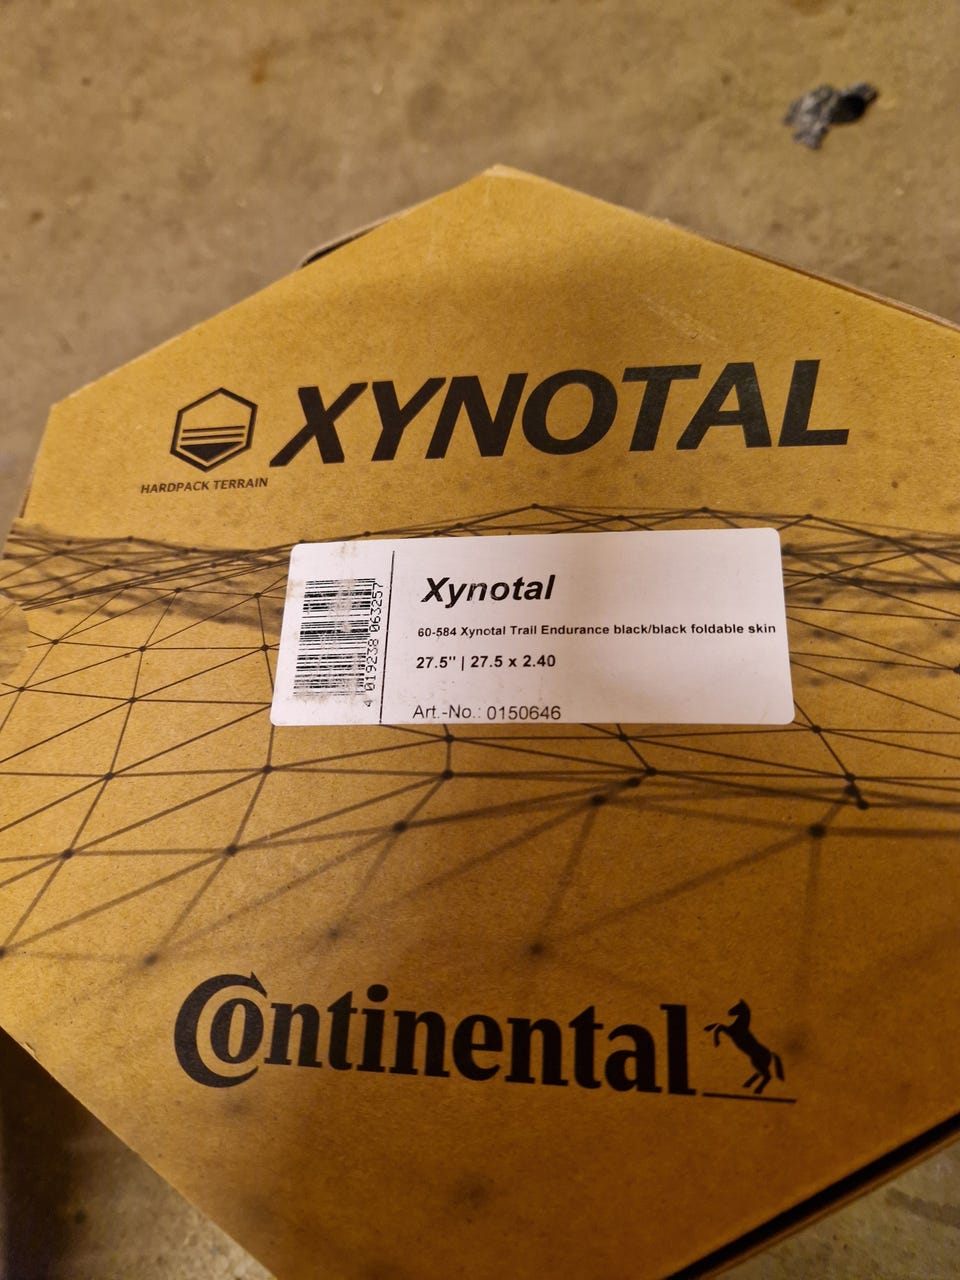 XYNOTAL
HARDPACK TERRAIN
Xynotal
60-584 Xynotal Trail Endurance black/black foldable skin
27.5" | 27.5 x 2.40
Art.-No.: 0150646
4 019238 063257
Continental